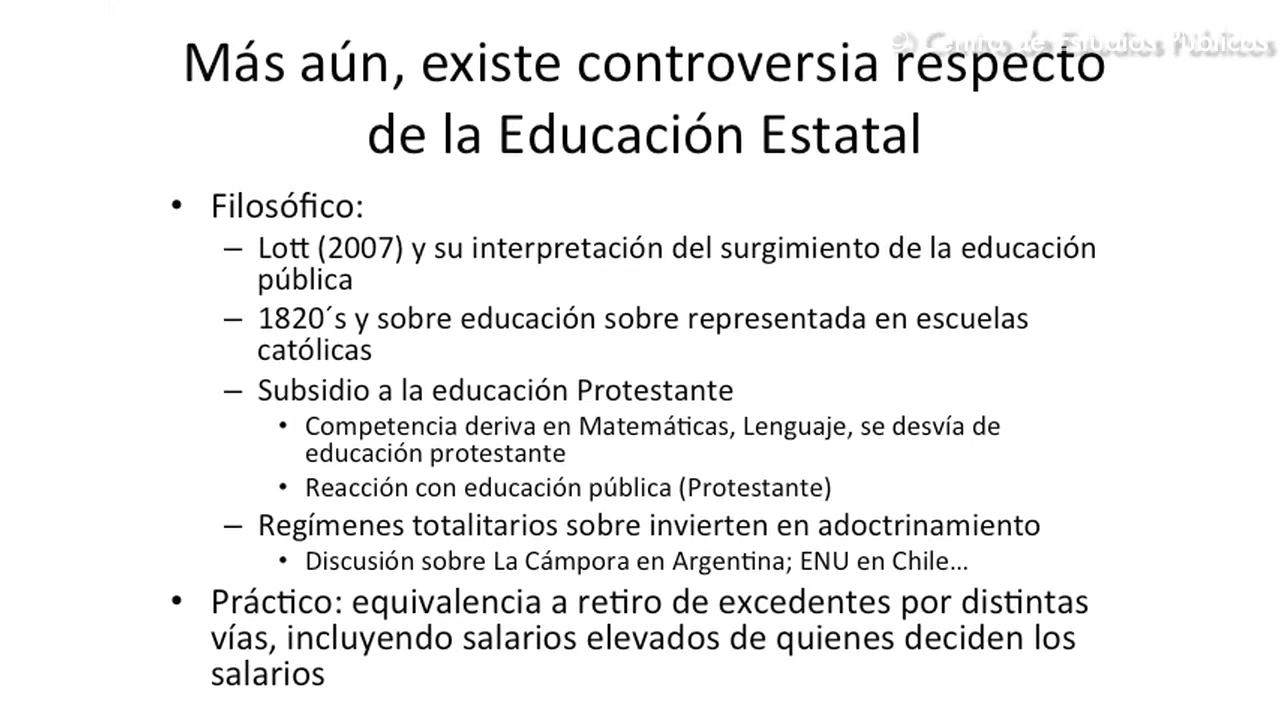 © Centro de Estudios Públicos
Más aún, existe controversia respecto
de la Educación Estatal
• Filosófico:
– Lott (2007) y su interpretación del surgimiento de la educación
pública
– 1820´s y sobre educación sobre representada en escuelas
católicas
– Subsidio a la educación Protestante
• Competencia deriva en Matemáticas, Lenguaje, se desvía de
educación protestante
• Reacción con educación pública (Protestante)
– Regímenes totalitarios sobre invierten en adoctrinamiento
• Discusión sobre La Cámpora en Argentina; ENU en Chile…
• Práctico: equivalencia a retiro de excedentes por distintas
vías, incluyendo salarios elevados de quienes deciden los
salarios